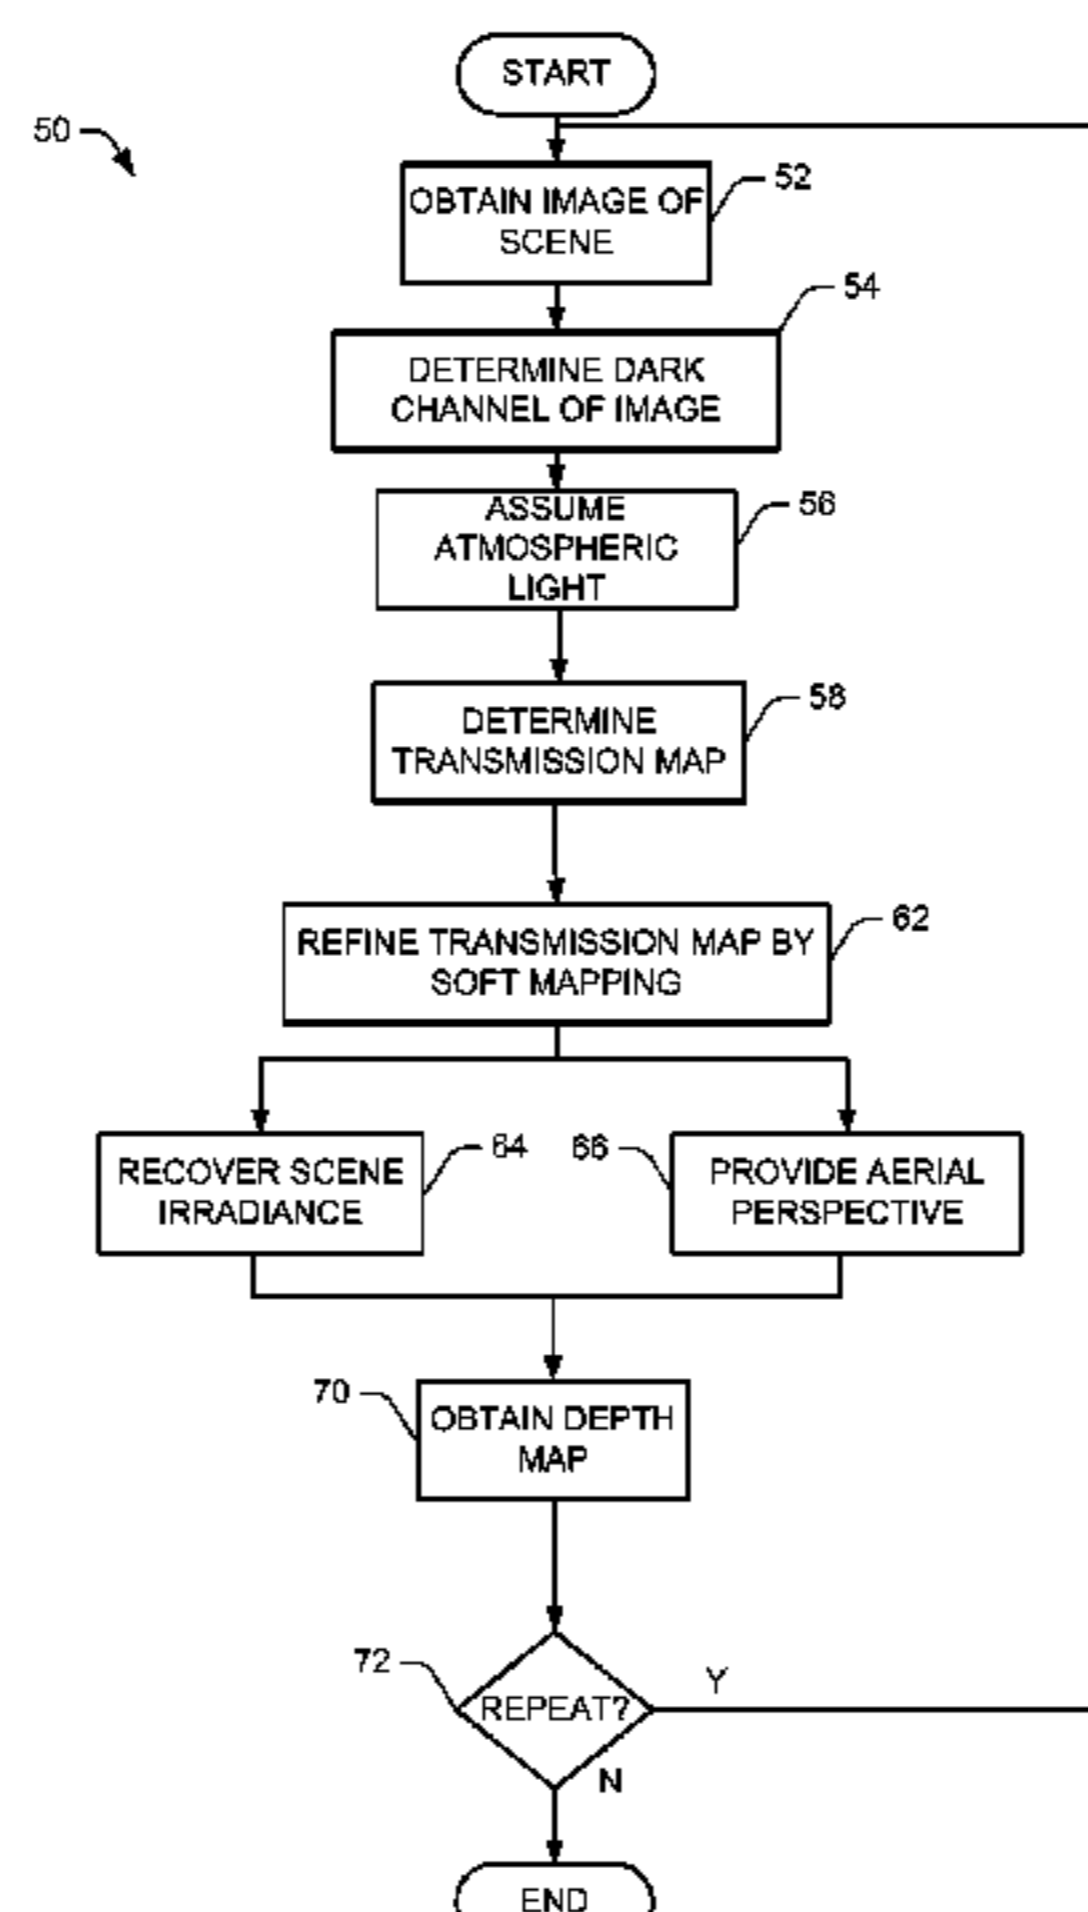 START
50
OBTAIN IMAGE OF
SCENE
52
54
DETERMINE DARK
CHANNEL OF IMAGE
ASSUME
ATMOSPHERIC
LIGHT
56
DETERMINE
TRANSMISSION MAP
58
REFINE TRANSMISSION MAP BY
SOFT MAPPING
62
RECOVER SCENE
IRRADIANCE
64
66
PROVIDE AERIAL
PERSPECTIVE
70
OBTAIN DEPTH
MAP
72
REPEAT?
Y
N
END